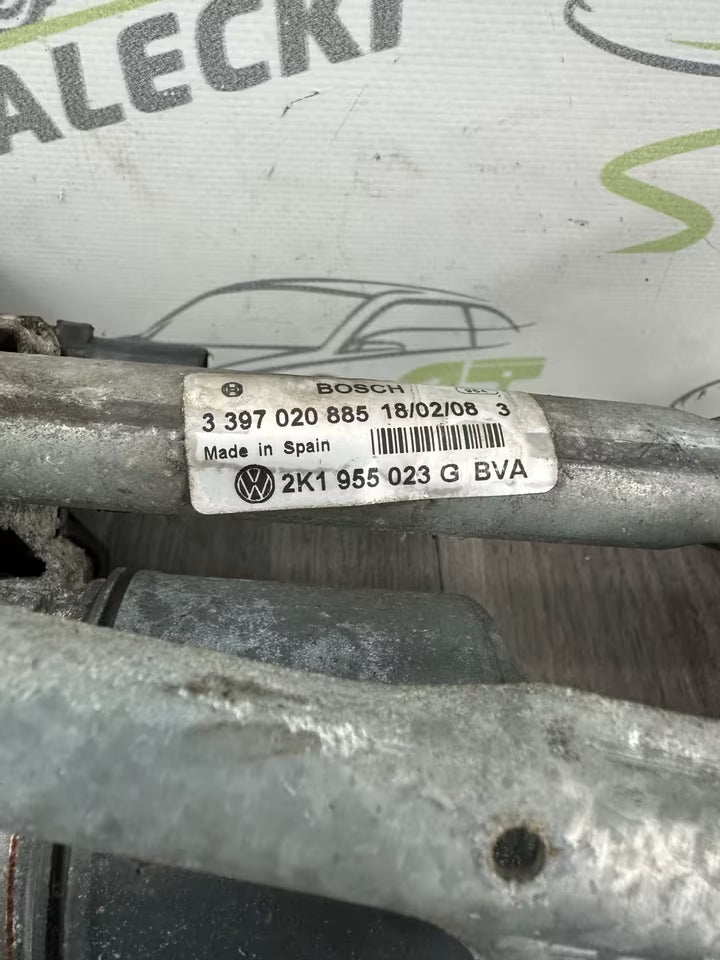 ALECKI
BOSCH
3 397 020 885 18/02/08 3
Made in Spain
2K1 955 023 G BVA